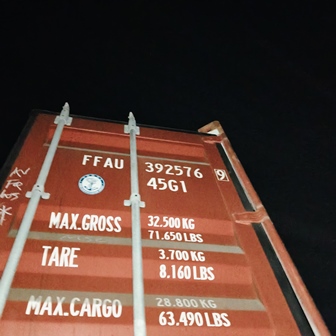 FFAU 392576 9
45G1
MAX.GROSS 32.500 KG
71.650 LBS
TARE 3.700 KG
8.160 LBS
MAX.CARGO 28.800 KG
63.490 LBS